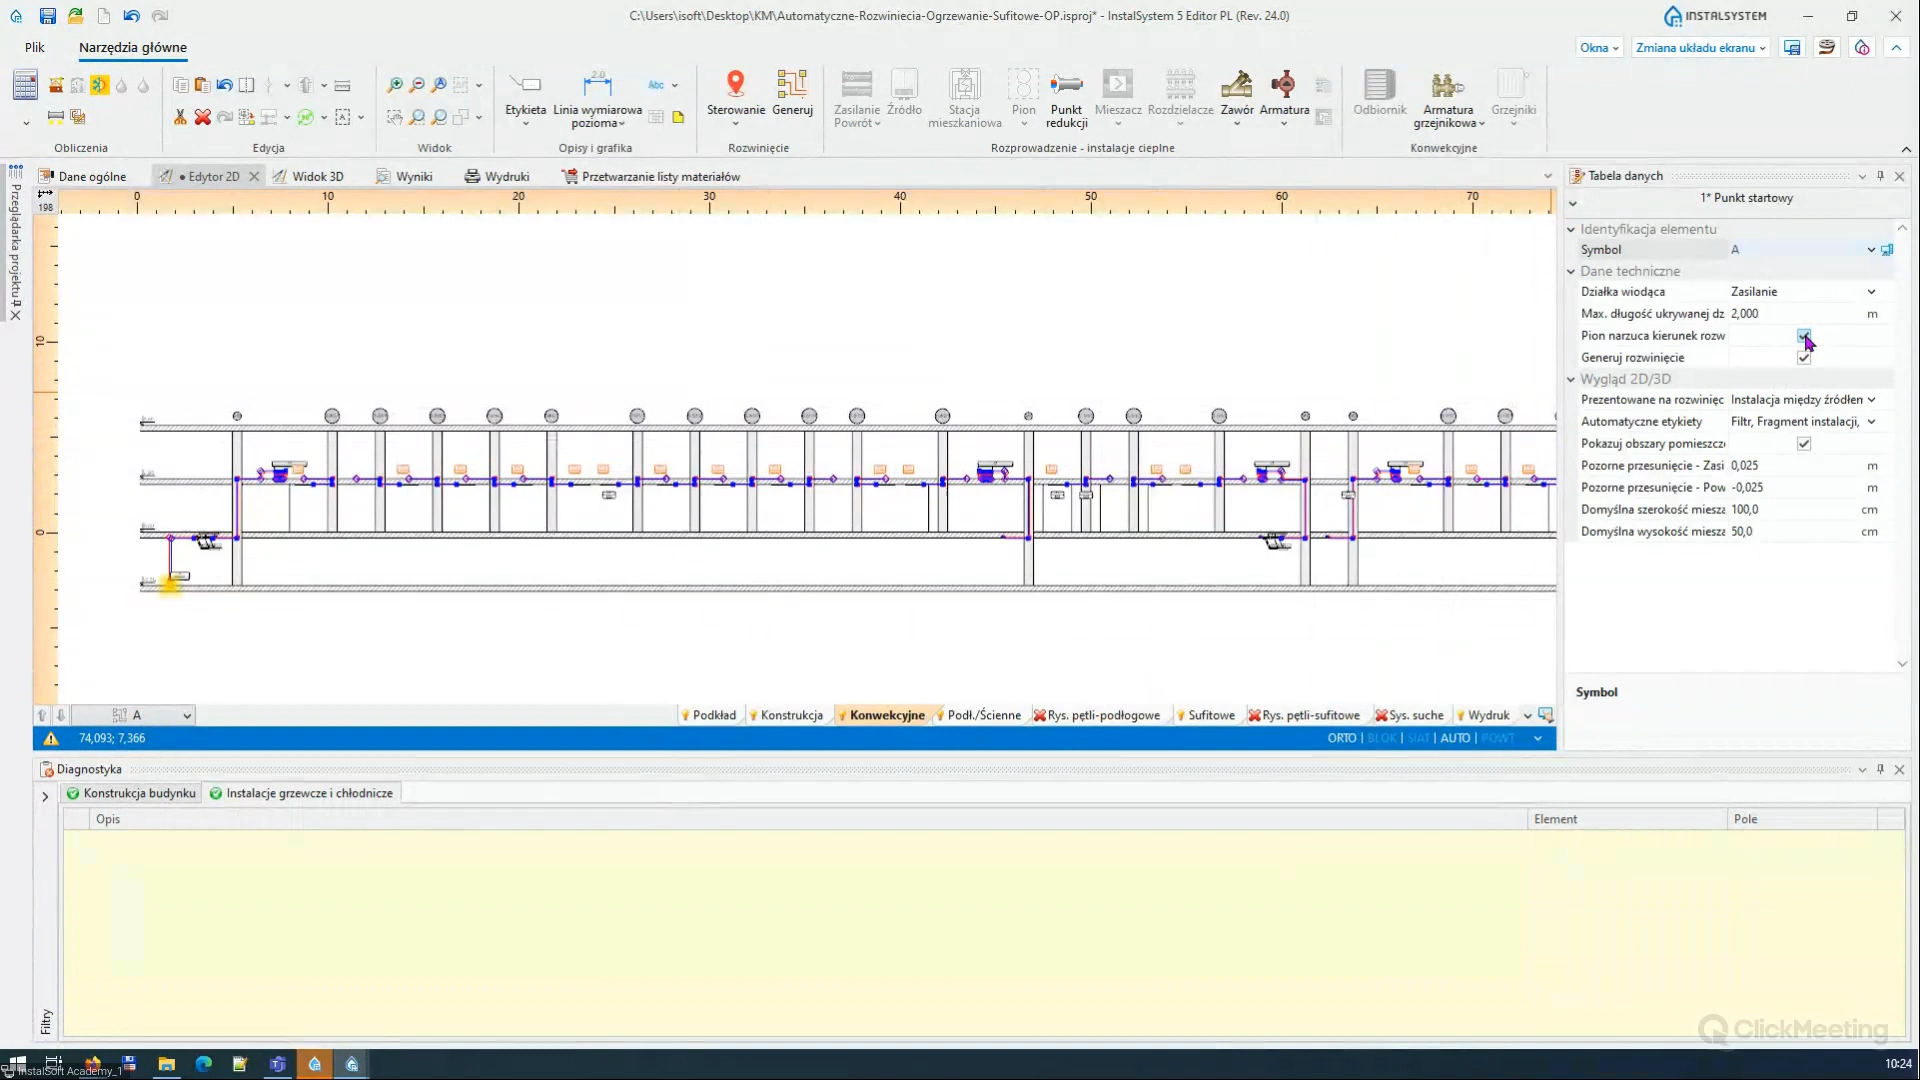 C:\Users\isoft\Desktop\KM\Automatyczne-Rozwiniecia-Ogrzewanie-Sufitowe-OP.isproj* - InstalSystem 5 Editor PL (Rev. 24.0)
INSTALSYSTEM
Plik
Narzędzia główne
Okna
Zmiana układu ekranu
Etykieta
Linia wymiarowa pozioma
Abc
Sterowanie
Generuj
Zasilanie Powrót
Źródło
Stacja mieszkaniowa
Pion
Punkt redukcji
Mieszacz
Rozdzielacze
Zawór
Armatura
Odbiornik
Armatura grzejnikowa
Grzejniki
Obliczenia
Edycja
Widok
Opisy i grafika
Rozwinięcie
Rozprowadzenie - instalacje cieplne
Konwekcyjne
Dane ogólne
● Edytor 2D
Widok 3D
Wyniki
Wydruki
Przetwarzanie listy materiałów
Przeglądarka projektu
198
0
10
20
30
40
50
60
70
10
0
Tabela danych
1* Punkt startowy
Identyfikacja elementu
Symbol
A
Dane techniczne
Działka wiodąca
Zasilanie
Max. długość ukrywanej dz
2,000
m
Pion narzuca kierunek rozw
Generuj rozwinięcie
Wygląd 2D/3D
Prezentowane na rozwinięc
Instalacja między źródłem
Automatyczne etykiety
Filtr, Fragment instalacji,
Pokazuj obszary pomieszcze
Pozorne przesunięcie - Zasi
0,025
m
Pozorne przesunięcie - Pow
-0,025
m
Domyślna szerokość miesza
100,0
cm
Domyślna wysokość miesza
50,0
cm
Symbol
A
Podkład
Konstrukcja
Konwekcyjne
Podł./Ścienne
Rys. pętli-podłogowe
Sufitowe
Rys. pętli-sufitowe
Sys. suche
Wydruk
74,093; 7,366
ORTO | BLOK | SIAT | AUTO | POWT
Diagnostyka
Konstrukcja budynku
Instalacje grzewcze i chłodnicze
Opis
Element
Pole
Filtry
ClickMeeting
InstalSoft Academy_1
10:24